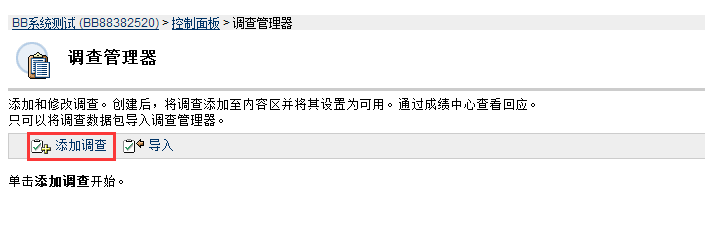 BB系统测试 (BB88382520) > 控制面板 > 调查管理器
调查管理器
添加和修改调查。创建后，将调查添加至内容区并将其设置为可用。通过成绩中心查看回应。
只可以将调查数据包导入调查管理器。
添加调查 导入
单击添加调查开始。